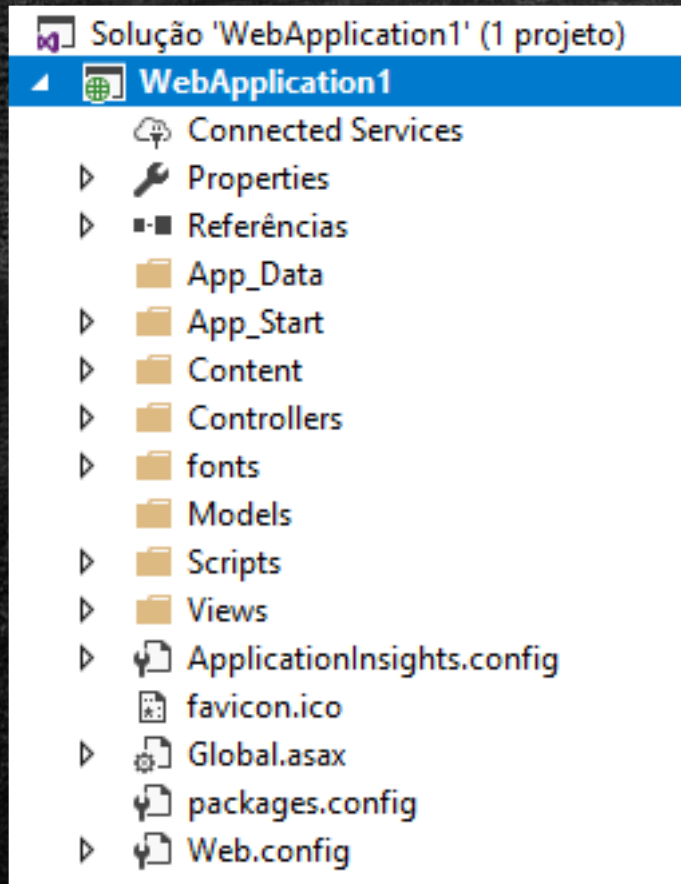 Solução 'WebApplication1' (1 projeto)
WebApplication1
Connected Services
Properties
Referências
App_Data
App_Start
Content
Controllers
fonts
Models
Scripts
Views
ApplicationInsights.config
favicon.ico
Global.asax
packages.config
Web.config